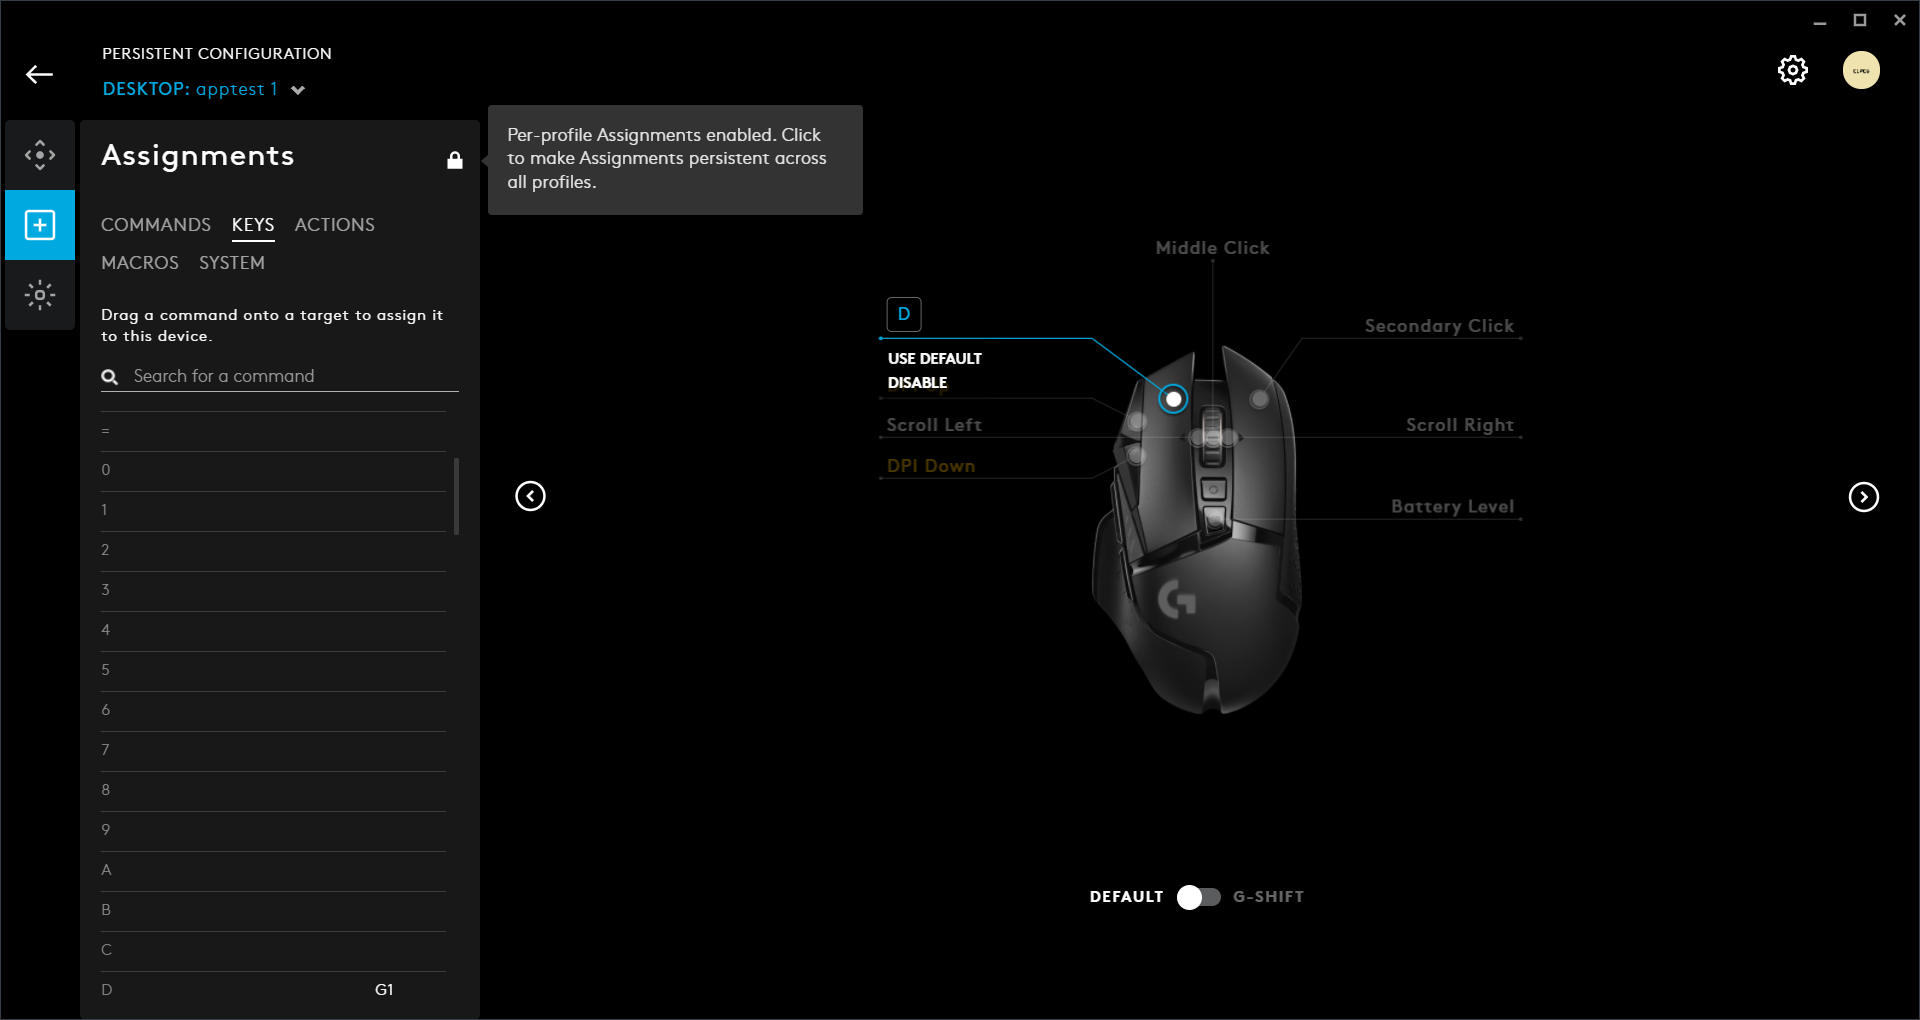 PERSISTENT CONFIGURATION
DESKTOP: apptest 1
Assignments
Per-profile Assignments enabled. Click
to make Assignments persistent across
all profiles.
COMMANDS KEYS ACTIONS
MACROS SYSTEM
Drag a command onto a target to assign it
to this device.
Search for a command
=
0
1
2
3
4
5
6
7
8
9
A
B
C
D G1
Middle Click
D
USE DEFAULT
DISABLE
Secondary Click
Scroll Left
Scroll Right
DPI Down
Battery Level
DEFAULT G-SHIFT